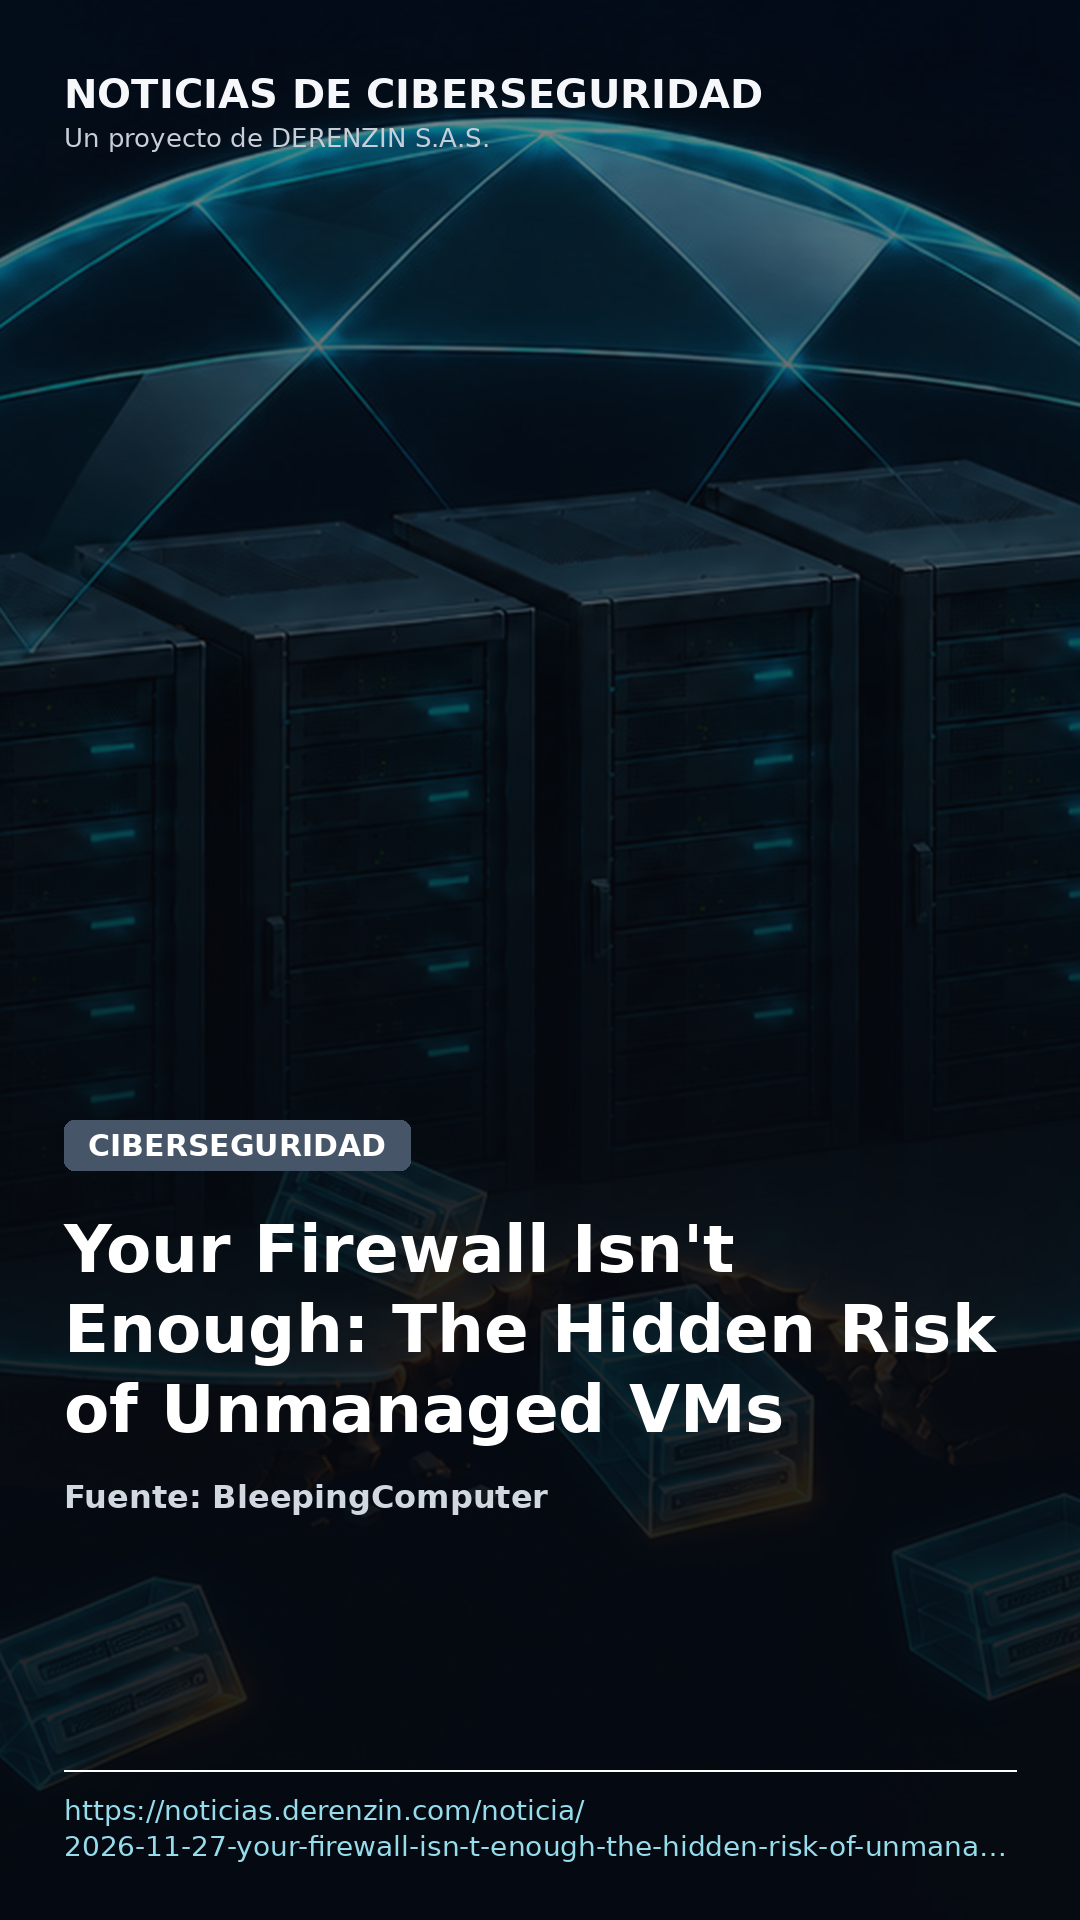 NOTICIAS DE CIBERSEGURIDAD
Un proyecto de DERENZIN S.A.S.
CIBERSEGURIDAD
Your Firewall Isn't
Enough: The Hidden Risk
of Unmanaged VMs
Fuente: BleepingComputer
https://noticias.derenzin.com/noticia/
2026-11-27-your-firewall-isn-t-enough-the-hidden-risk-of-unmana...